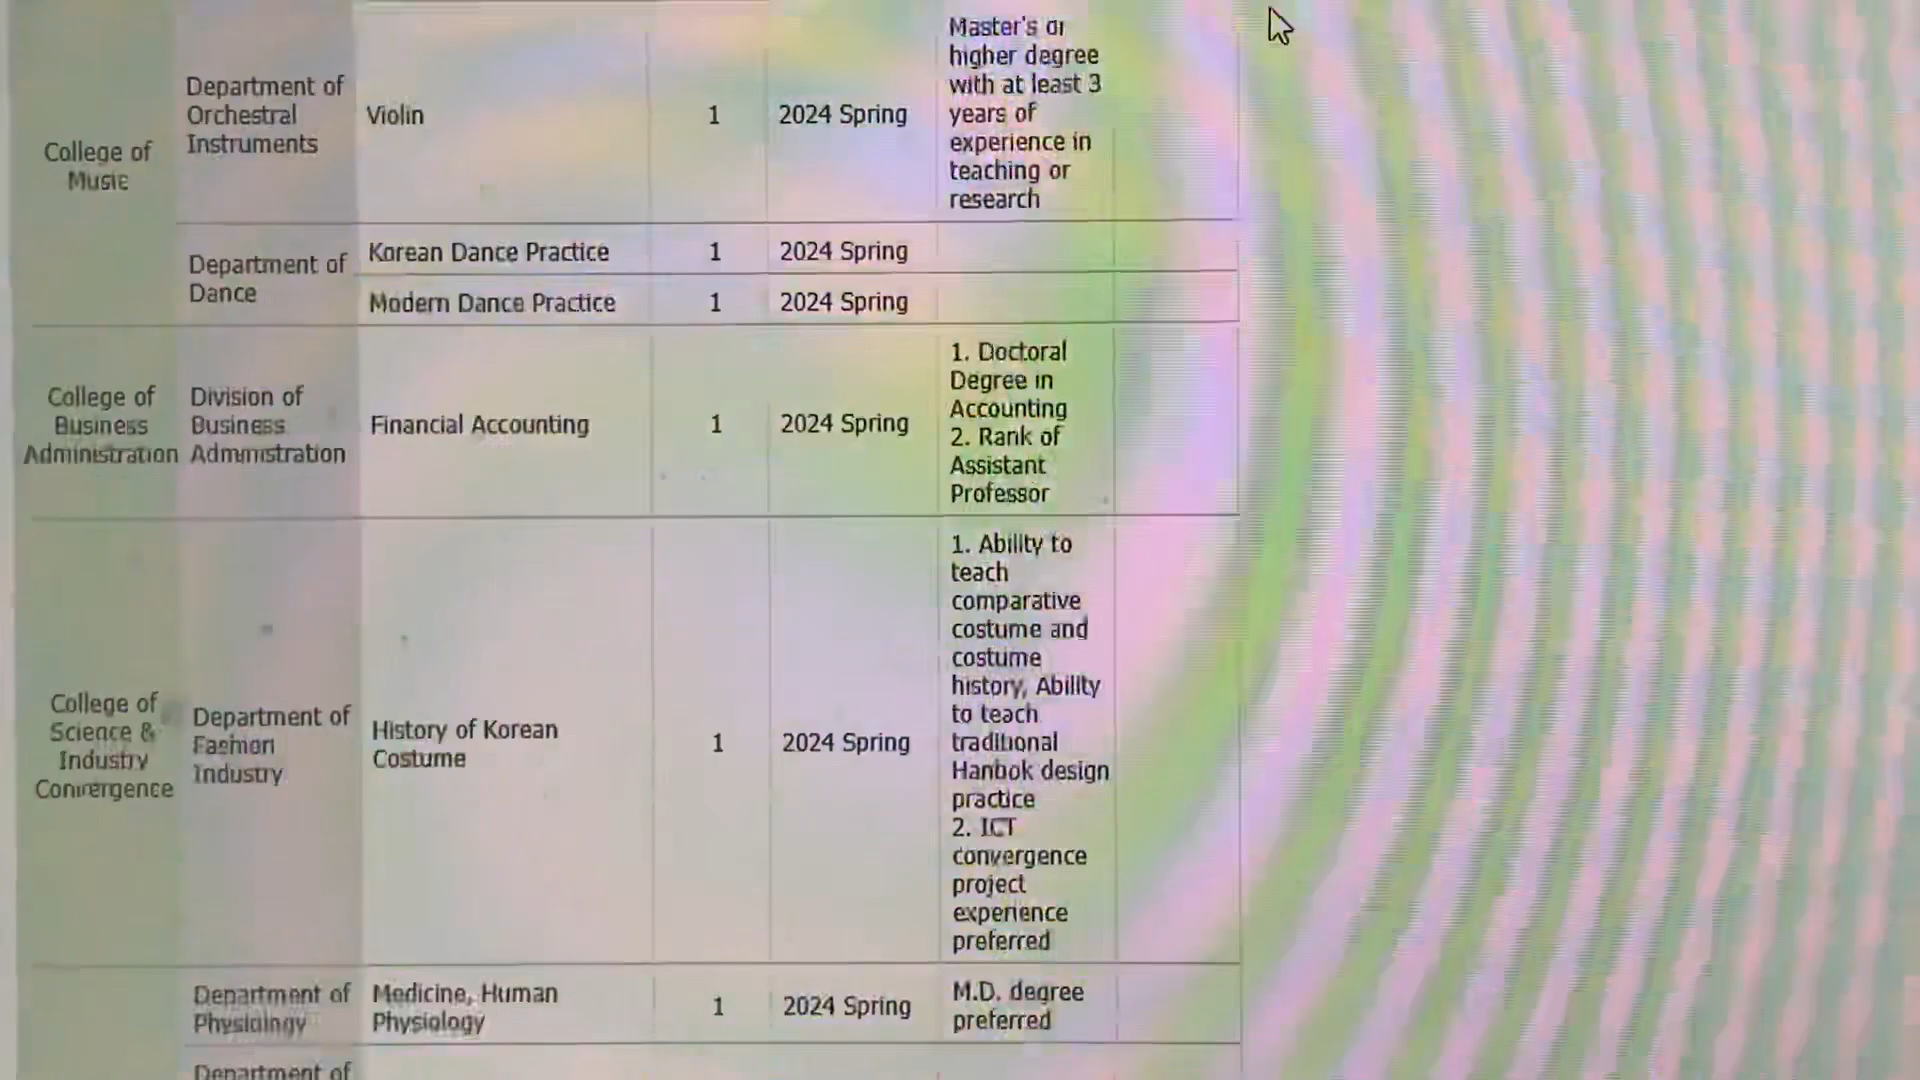 College of
Music
Department of
Orchestral
Instruments
Violin
1
2024 Spring
Master's or
higher degree
with at least 3
years of
experience in
teaching or
research
Department of
Dance
Korean Dance Practice
1
2024 Spring
Modern Dance Practice
1
2024 Spring
College of
Business
Administration
Division of
Business
Administration
Financial Accounting
1
2024 Spring
1. Doctoral
Degree in
Accounting
2. Rank of
Assistant
Professor
College of
Science &
Industry
Convergence
Department of
Fashion
Industry
History of Korean
Costume
1
2024 Spring
1. Ability to
teach
comparative
costume and
costume
history, Ability
to teach
traditional
Hanbok design
practice
2. ICT
convergence
project
experience
preferred
Department of
Physiology
Medicine, Human
Physiology
1
2024 Spring
M.D. degree
preferred
Department of